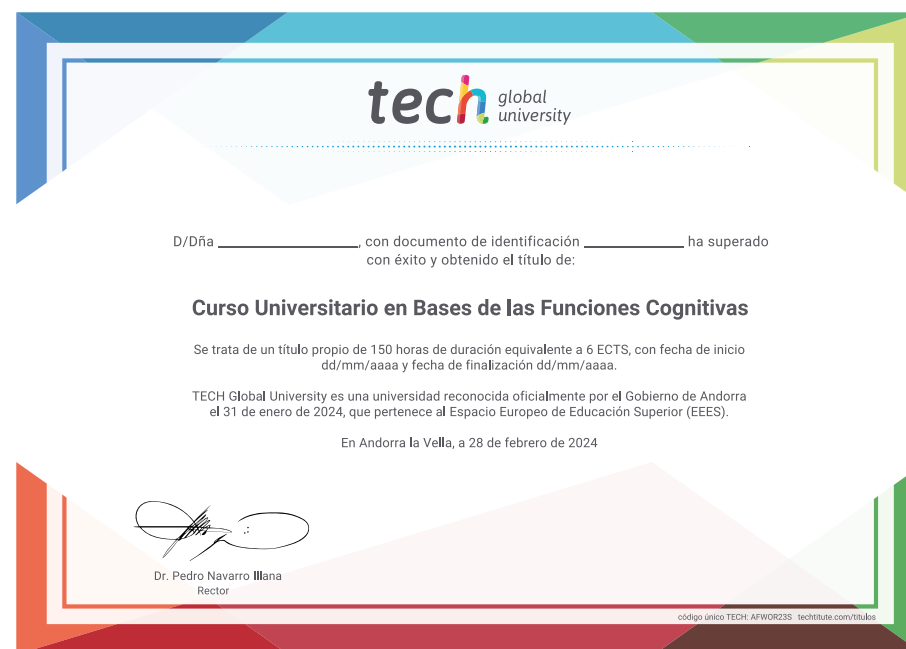 tech global university
D/Dña ____________________, con documento de identificación ______________ ha superado
con éxito y obtenido el título de:
Curso Universitario en Bases de las Funciones Cognitivas
Se trata de un título propio de 150 horas de duración equivalente a 6 ECTS, con fecha de inicio
dd/mm/aaaa y fecha de finalización dd/mm/aaaa.
TECH Global University es una universidad reconocida oficialmente por el Gobierno de Andorra
el 31 de enero de 2024, que pertenece al Espacio Europeo de Educación Superior (EEES).
En Andorra la Vella, a 28 de febrero de 2024
Dr. Pedro Navarro Illana
Rector
código único TECH: AFWOR23S techtitute.com/titulos